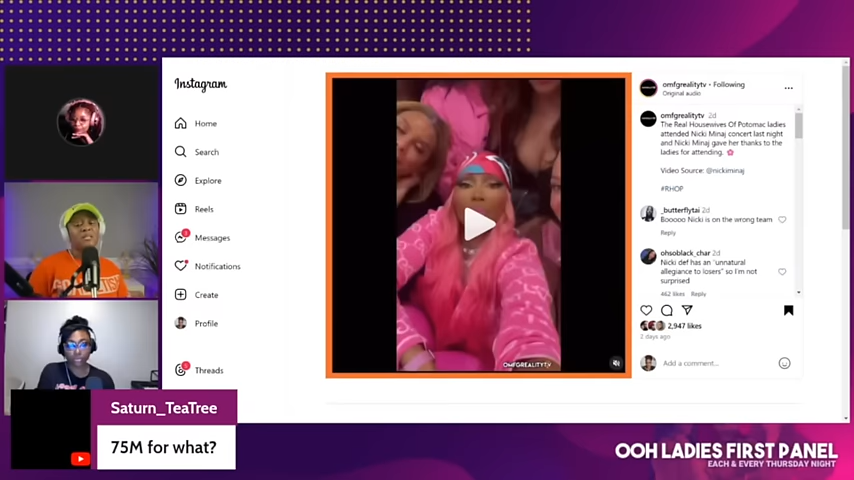 Instagram
Home
Search
Explore
Reels
Messages
Notifications
Create
Profile
Threads
OMFGREALITYTV
omfgrealitytv • Following
Original audio
omfgrealitytv 2d
The Real Housewives Of Potomac ladies
attended Nicki Minaj concert last night
and Nicki Minaj gave her thanks to the
ladies for attending. 🌸
Video Source: @nickiminaj
#RHOP
_butterflytai 2d
Booooo Nicki is on the wrong team
Reply
ohsoblack_char 2d
Nicki def has an "unnatural
allegiance to losers" so I'm not
surprised
462 likes Reply
2,947 likes
2 days ago
Add a comment...
Saturn_TeaTree
75M for what?
OOH LADIES FIRST PANEL
EACH & EVERY THURSDAY NIGHT